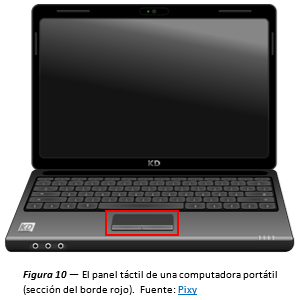 KD
KD
Figura 10 — El panel táctil de una computadora portátil
(sección del borde rojo).  Fuente: Pixy